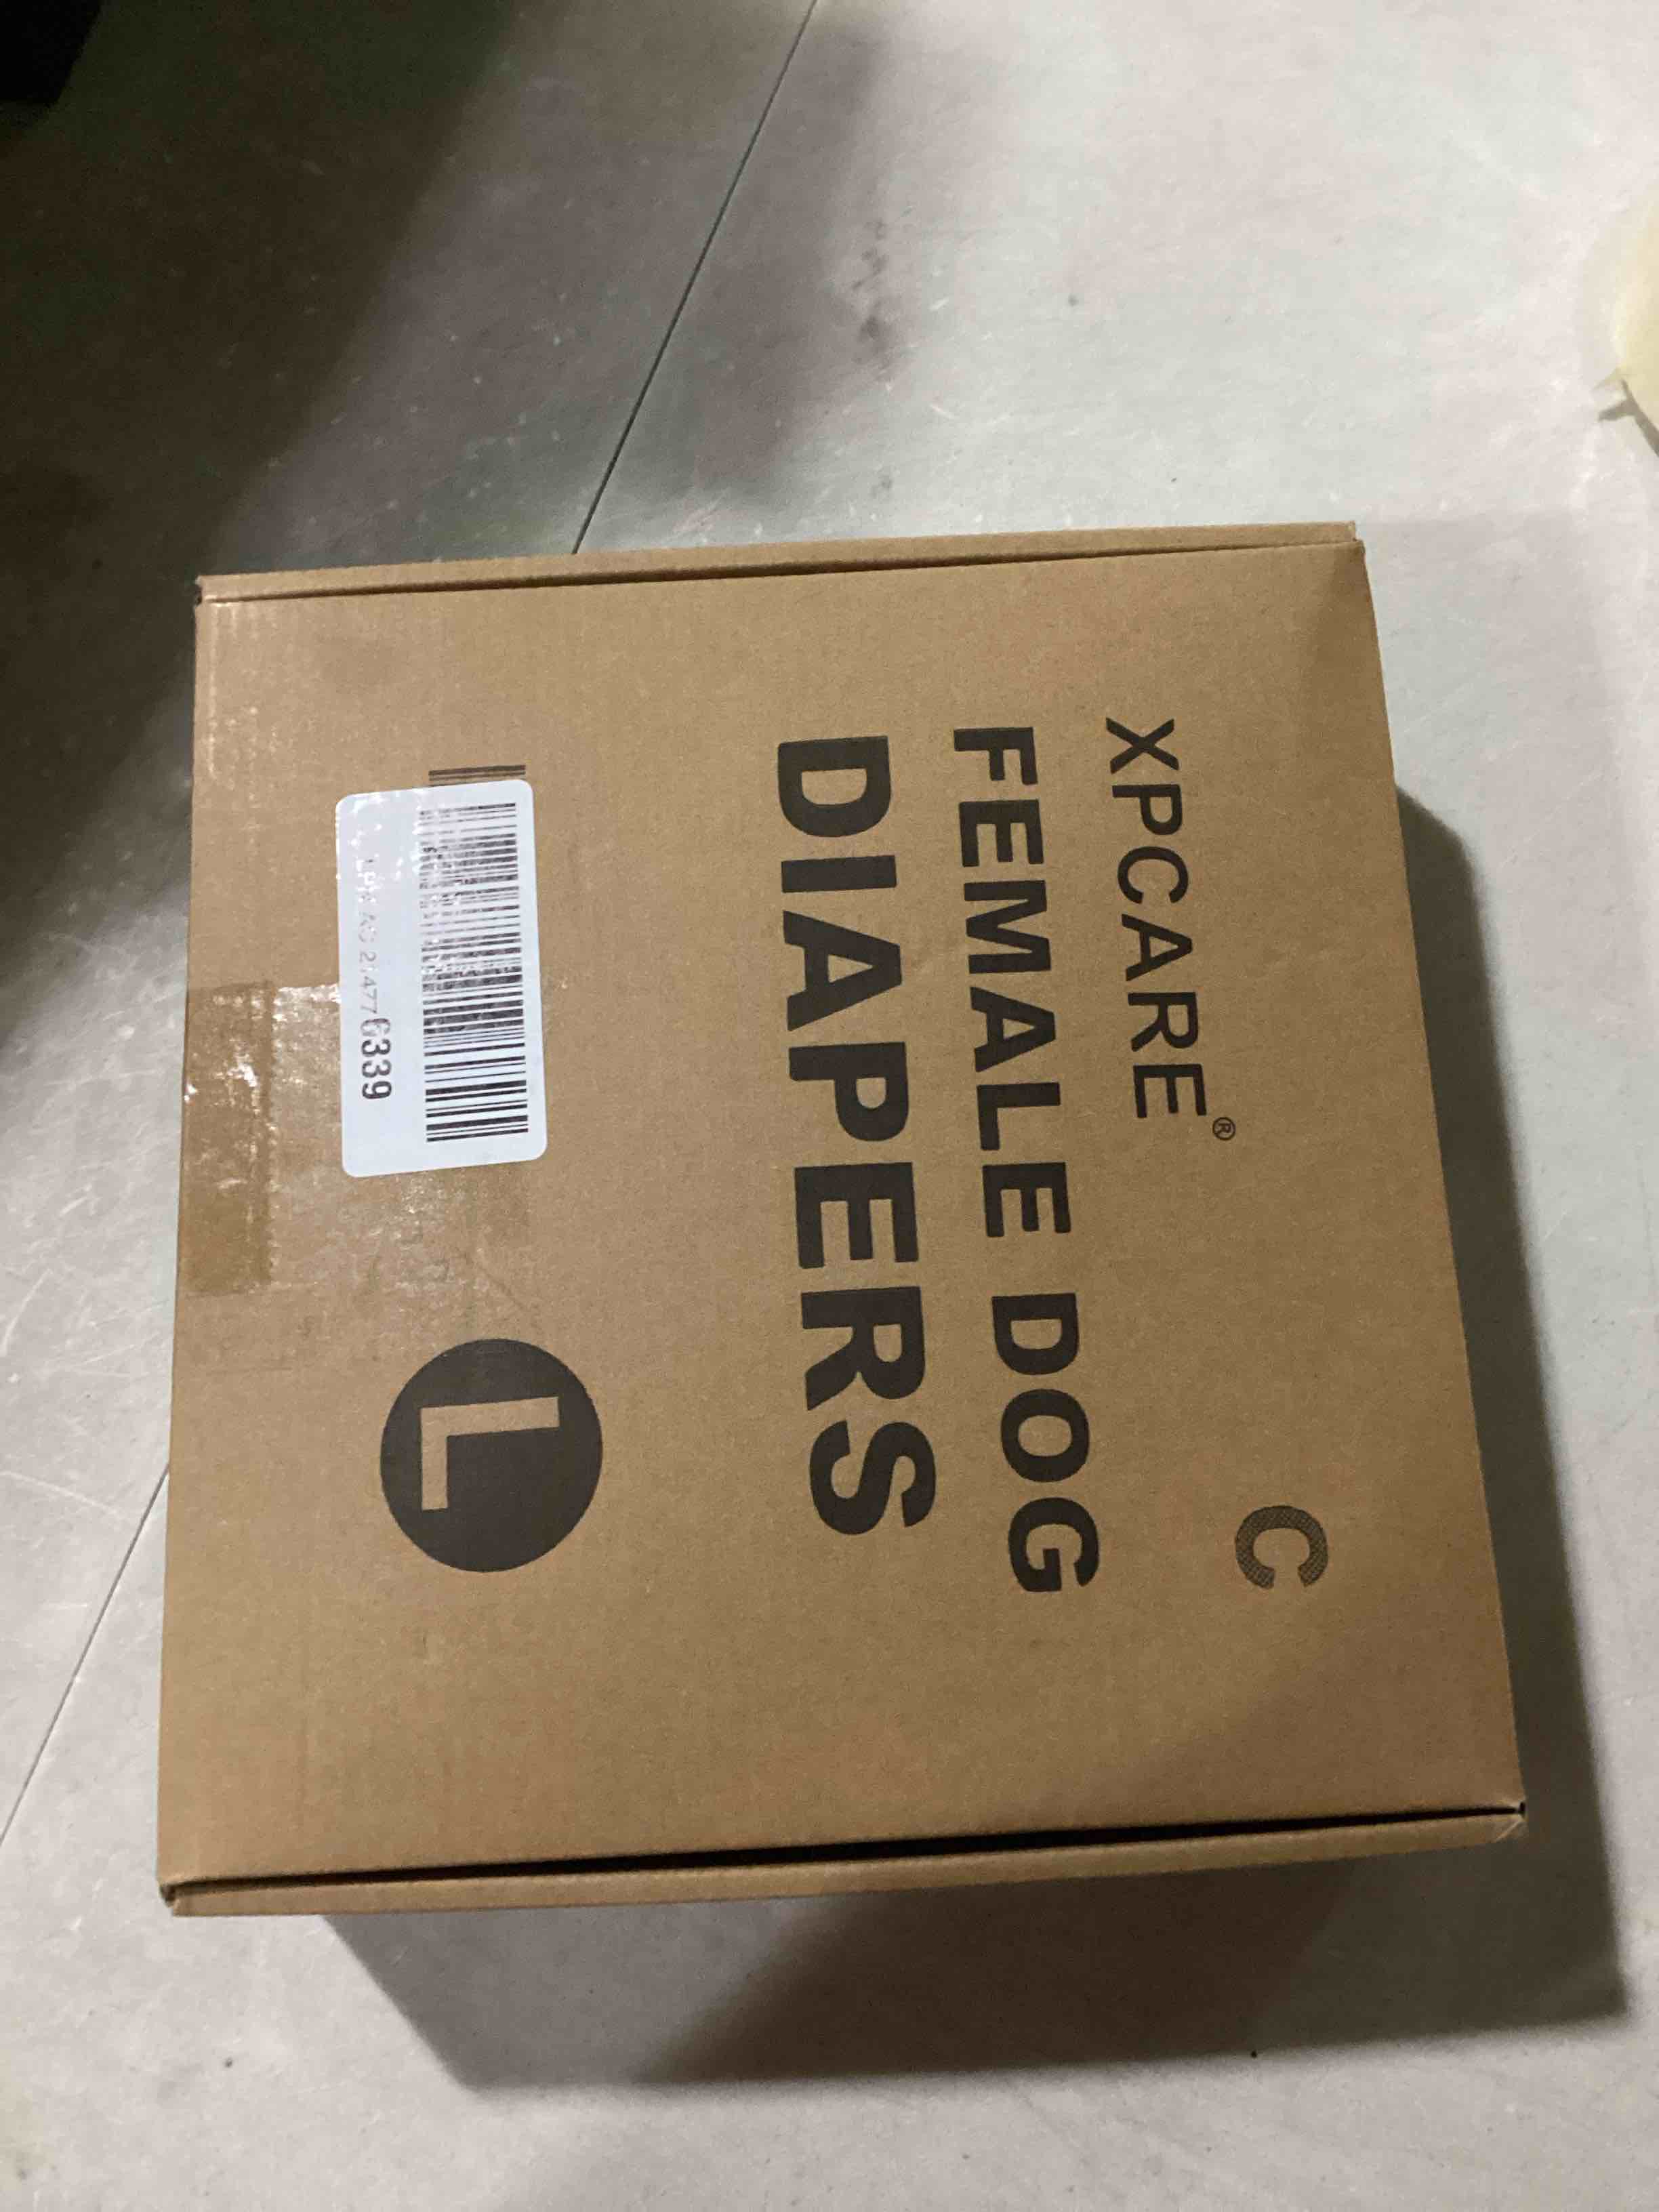 C
XPCARE®
FEMALE DOG
DIAPERS
L